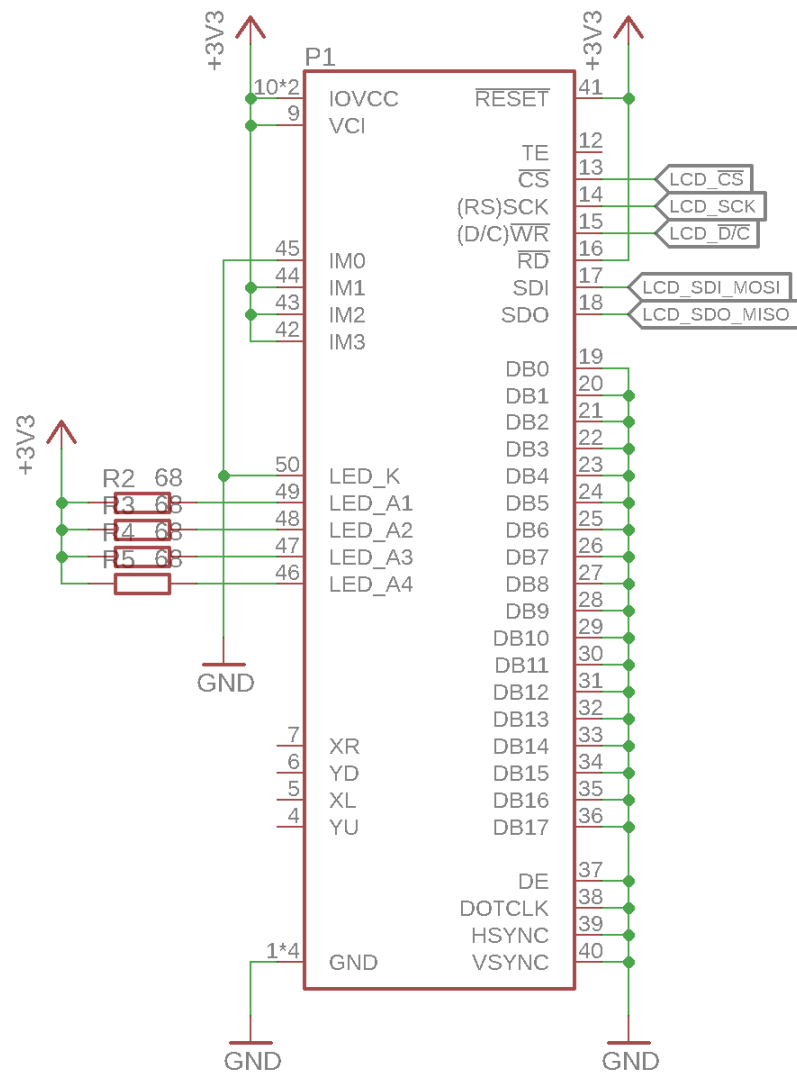 +3V3
+3V3
P1
10*2 IOVCC
9 VCI
45 IM0
44 IM1
43 IM2
42 IM3
+3V3
R2 68
R3 68
R4 68
R5 68
50 LED_K
49 LED_A1
48 LED_A2
47 LED_A3
46 LED_A4
GND
7 XR
6 YD
5 XL
4 YU
1*4 GND
GND
RESET 41
TE 12
CS 13 LCD_CS
(RS)SCK 14 LCD_SCK
(D/C)WR 15 LCD_D/C
RD 16
SDI 17 LCD_SDI_MOSI
SDO 18 LCD_SDO_MISO
DB0 19
DB1 20
DB2 21
DB3 22
DB4 23
DB5 24
DB6 25
DB7 26
DB8 27
DB9 28
DB10 29
DB11 30
DB12 31
DB13 32
DB14 33
DB15 34
DB16 35
DB17 36
DE 37
DOTCLK 38
HSYNC 39
VSYNC 40
GND